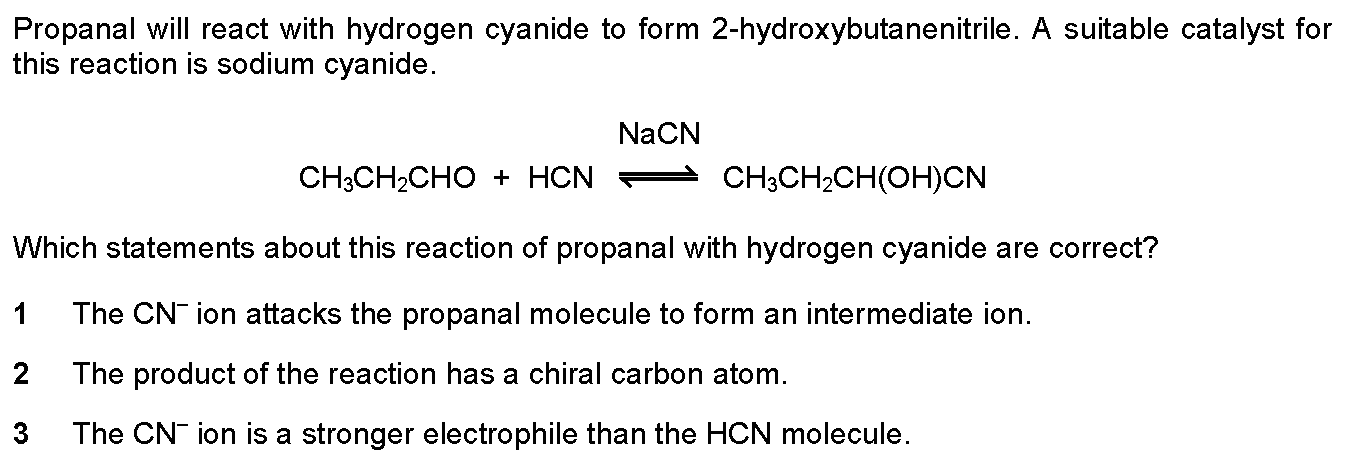 Propanal will react with hydrogen cyanide to form 2-hydroxybutanenitrile. A suitable catalyst for
this reaction is sodium cyanide.
NaCN
CH₃CH₂CHO + HCN ⇌ CH₃CH₂CH(OH)CN
Which statements about this reaction of propanal with hydrogen cyanide are correct?
1 The CN⁻ ion attacks the propanal molecule to form an intermediate ion.
2 The product of the reaction has a chiral carbon atom.
3 The CN⁻ ion is a stronger electrophile than the HCN molecule.